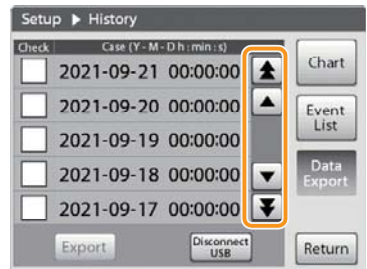 Setup ▶ History
Check Case (Y - M - D h : min : s)
2021-09-21 00:00:00
2021-09-20 00:00:00
2021-09-19 00:00:00
2021-09-18 00:00:00
2021-09-17 00:00:00
Chart
Event
List
Data
Export
Export
Disconnect
USB
Return